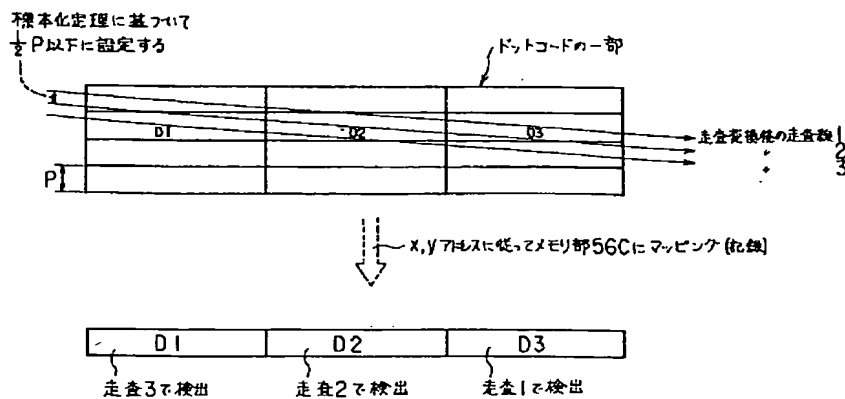 標本化定理に基づいて
½P以下に設定する
ドットコードの一部
D1 D2 D3
走査変換後の走査線 1
〃 2
〃 3
P
x,yアドレスに従ってメモリ部56Cにマッピング(記録)
D1 D2 D3
走査3で検出 走査2で検出 走査1で検出